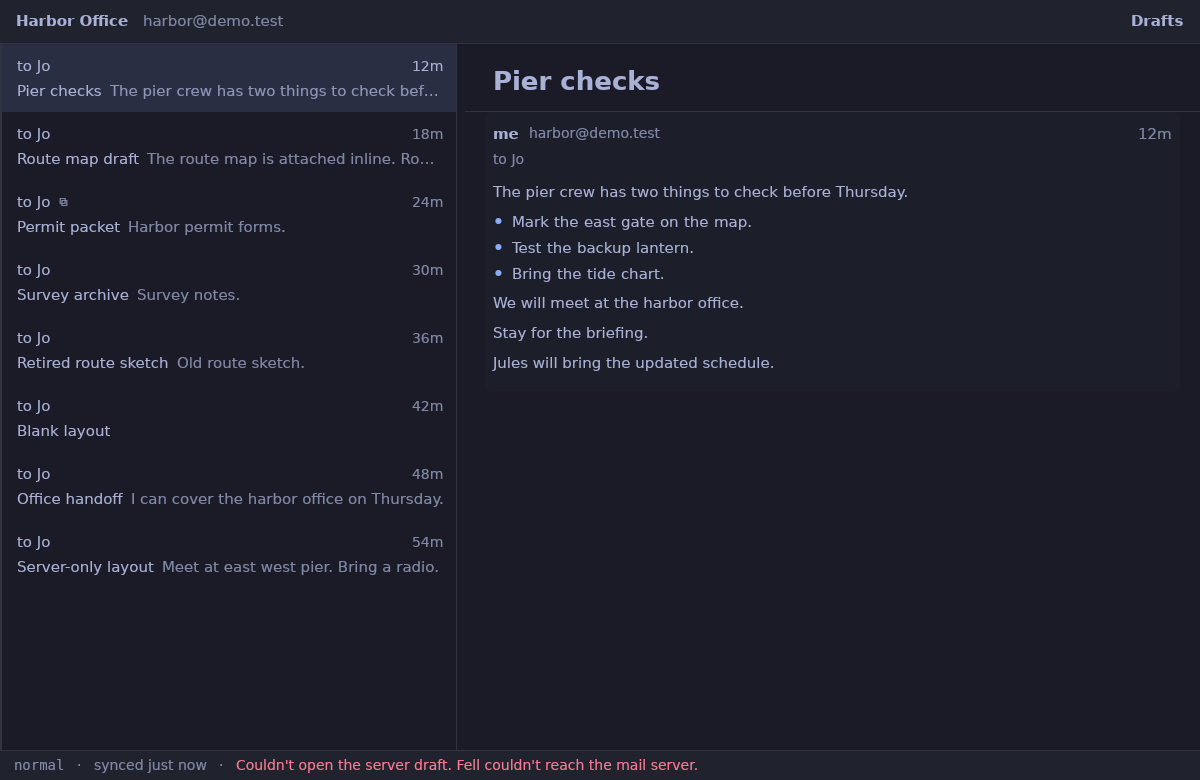 Harbor Office harbor@demo.test Drafts
to Jo 12m
Pier checks The pier crew has two things to check bef…
to Jo 18m
Route map draft The route map is attached inline. Ro…
to Jo 24m
Permit packet Harbor permit forms.
to Jo 30m
Survey archive Survey notes.
to Jo 36m
Retired route sketch Old route sketch.
to Jo 42m
Blank layout
to Jo 48m
Office handoff I can cover the harbor office on Thursday.
to Jo 54m
Server-only layout Meet at east west pier. Bring a radio.
Pier checks
me harbor@demo.test 12m
to Jo
The pier crew has two things to check before Thursday.
• Mark the east gate on the map.
• Test the backup lantern.
• Bring the tide chart.
We will meet at the harbor office.
Stay for the briefing.
Jules will bring the updated schedule.
normal · synced just now · Couldn't open the server draft. Fell couldn't reach the mail server.